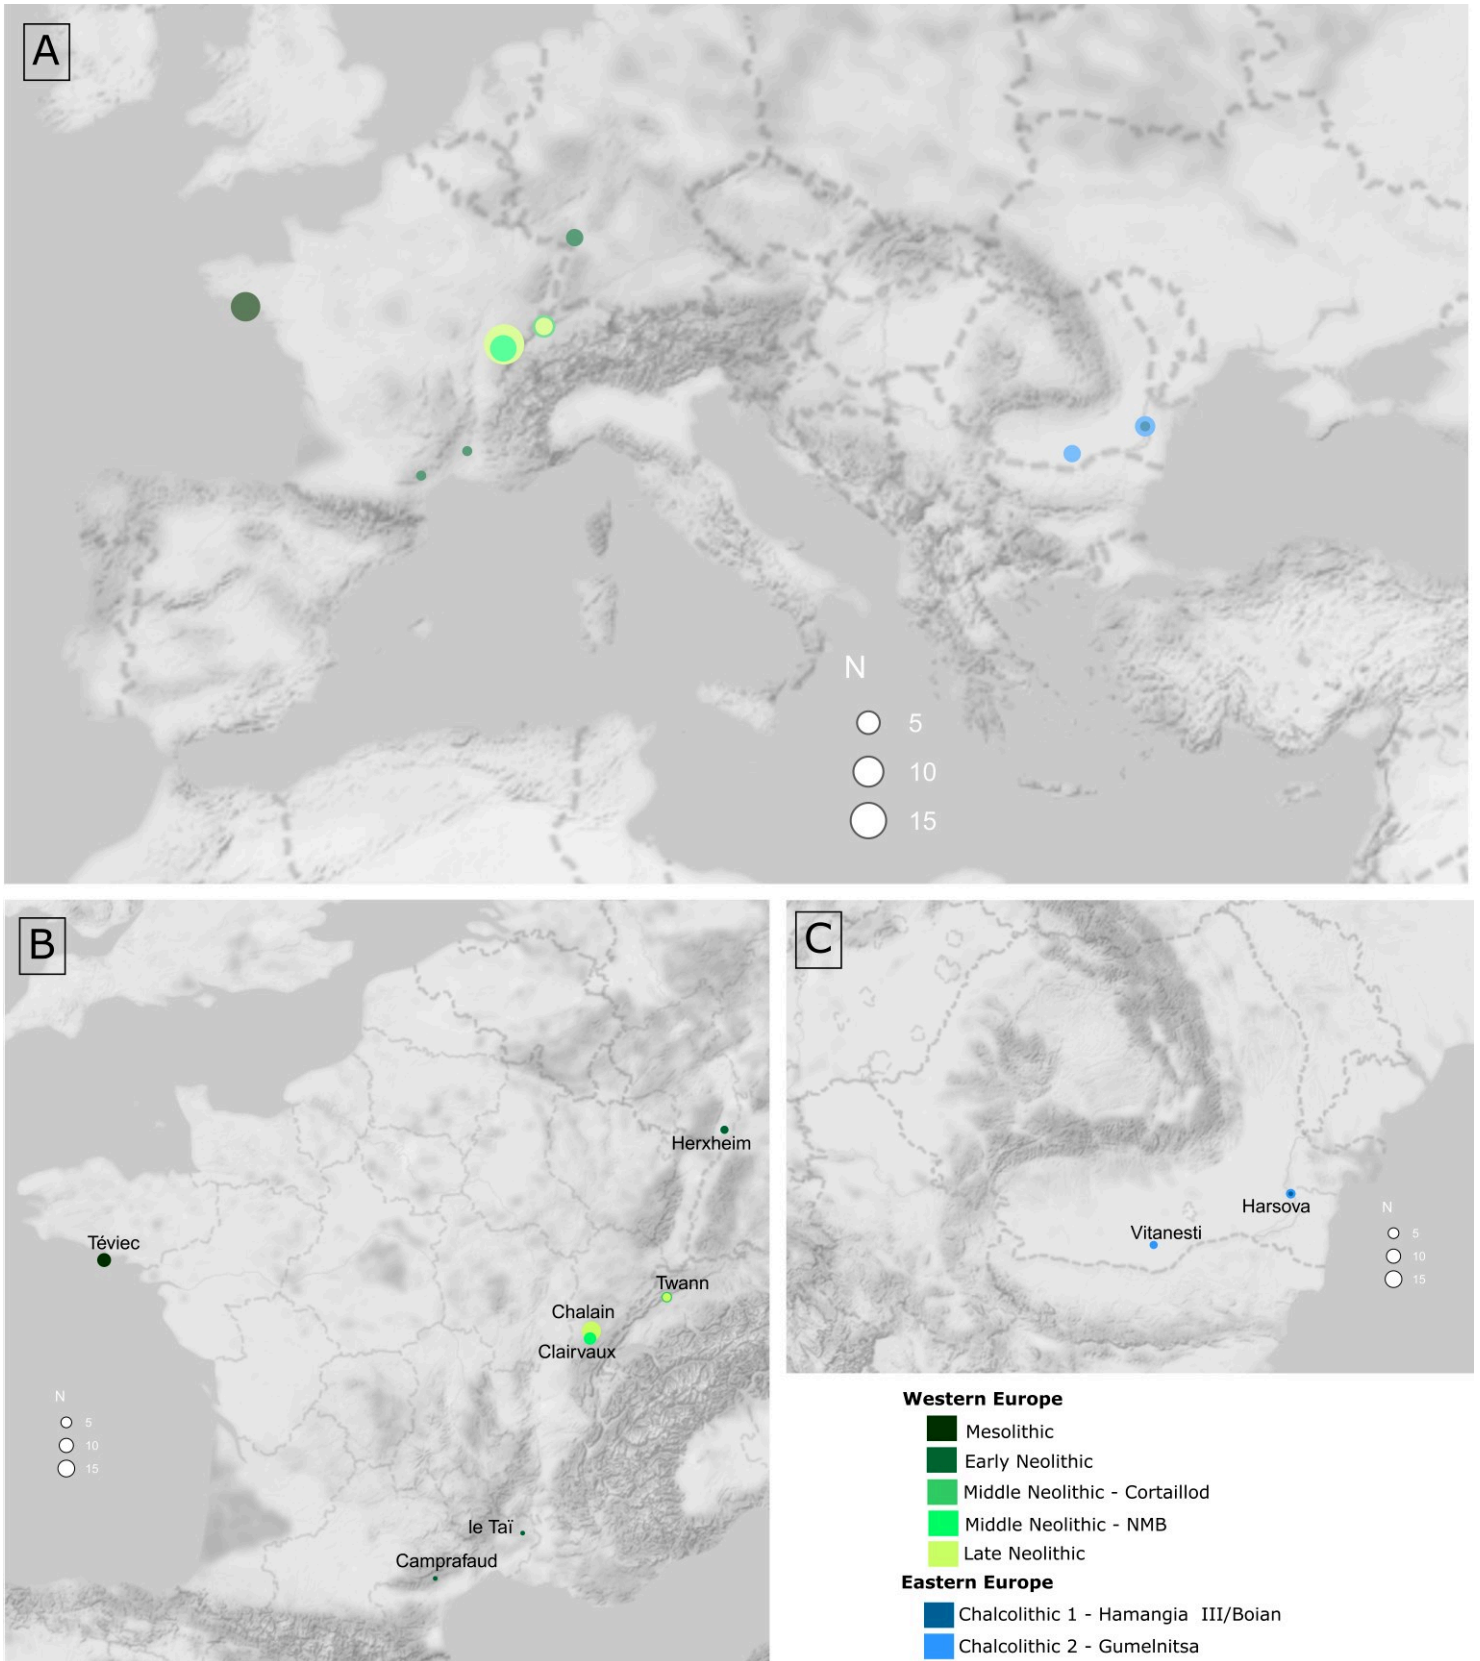 A
N
5
10
15
B
Herxheim
Téviec
Twann
Chalain
Clairvaux
N
5
10
15
le Taï
Camprafaud
C
Harsova
Vitanesti
N
5
10
15
Western Europe
Mesolithic
Early Neolithic
Middle Neolithic - Cortaillod
Middle Neolithic - NMB
Late Neolithic
Eastern Europe
Chalcolithic 1 - Hamangia III/Boian
Chalcolithic 2 - Gumelnitsa